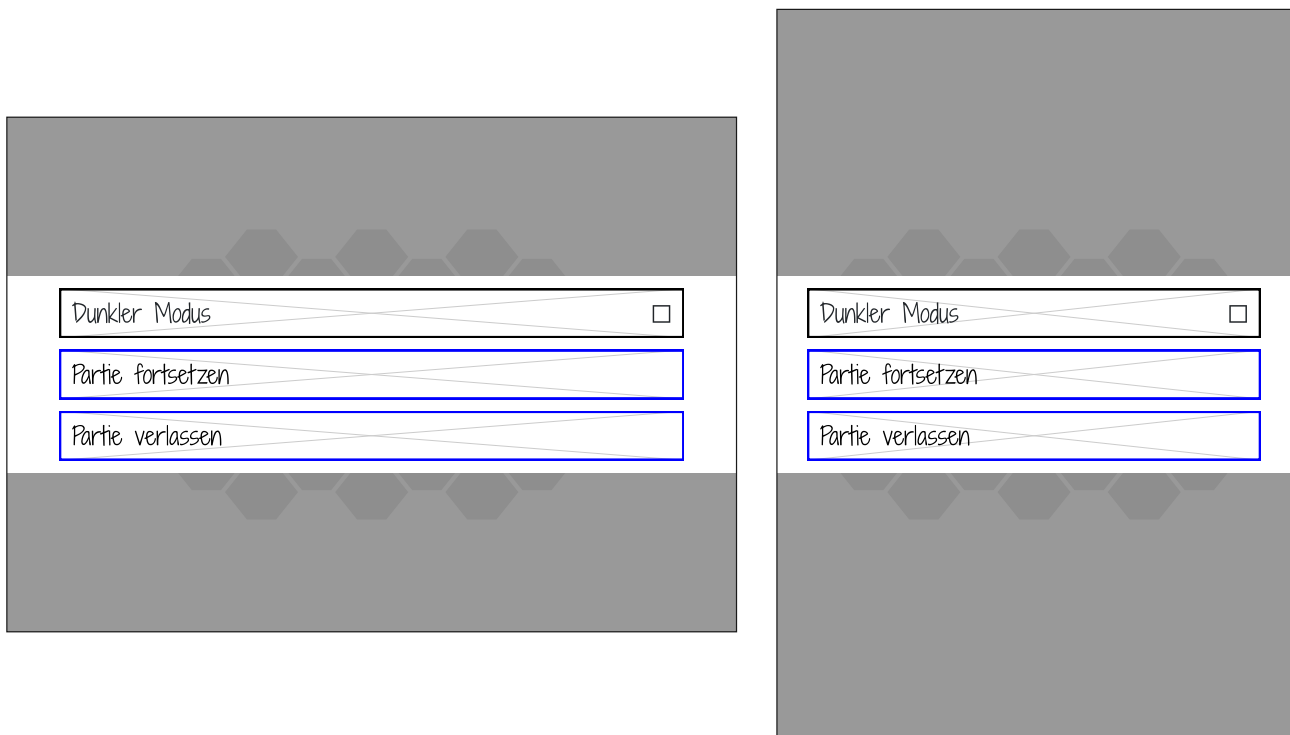 Dunkler Modus
Partie fortsetzen
Partie verlassen
Dunkler Modus
Partie fortsetzen
Partie verlassen